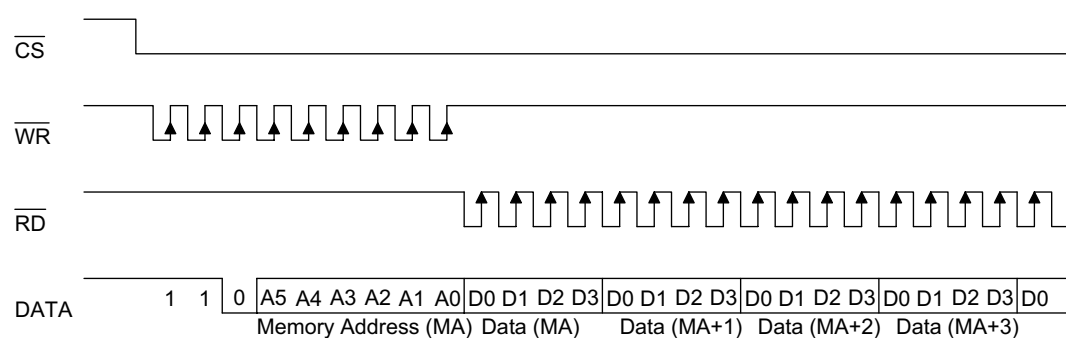 CS
WR
RD
DATA 1 1 0 A5 A4 A3 A2 A1 A0 D0 D1 D2 D3 D0 D1 D2 D3 D0 D1 D2 D3 D0 D1 D2 D3 D0
Memory Address (MA) Data (MA) Data (MA+1) Data (MA+2) Data (MA+3)